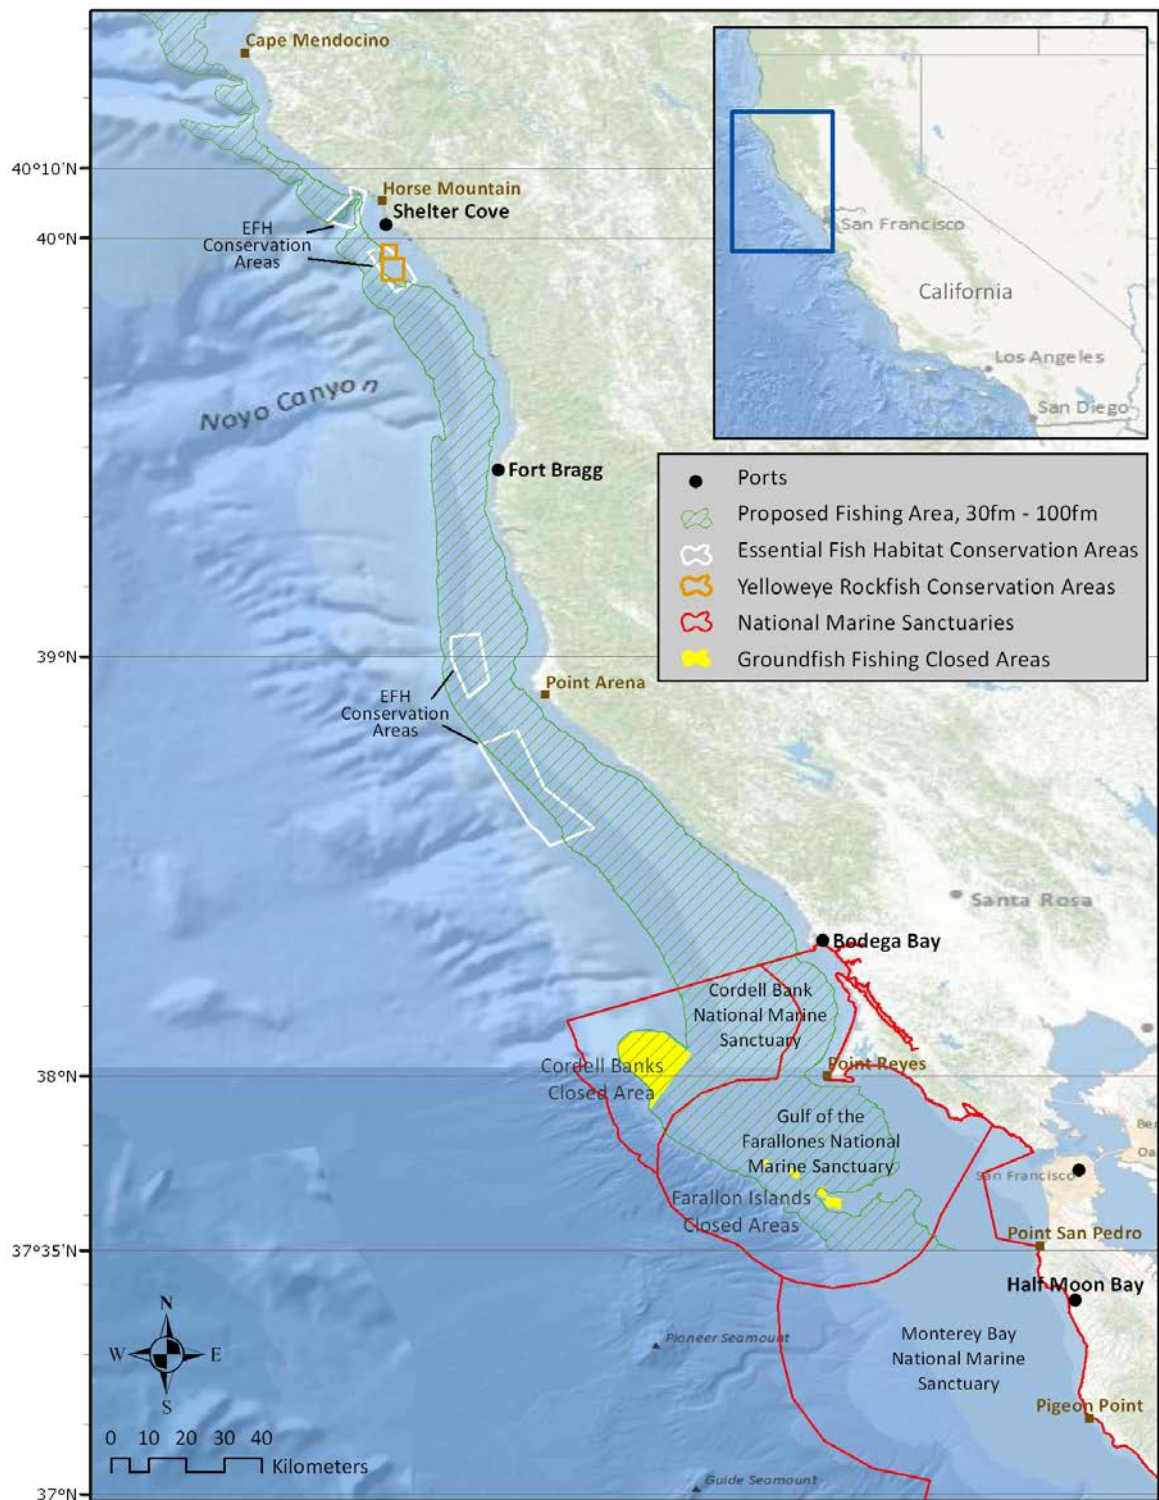 Cape Mendocino
40°10'N
Horse Mountain
Shelter Cove
EFH
Conservation
Areas
40°N
Noyo Canyon
Fort Bragg
San Francisco
California
Los Angeles
San Diego
Ports
Proposed Fishing Area, 30fm - 100fm
Essential Fish Habitat Conservation Areas
Yelloweye Rockfish Conservation Areas
National Marine Sanctuaries
Groundfish Fishing Closed Areas
39°N
Point Arena
EFH
Conservation
Areas
Santa Rosa
Bodega Bay
Cordell Bank
National Marine
Sanctuary
Cordell Banks
Closed Area
Point Reyes
38°N
Gulf of the
Farallones National
Marine Sanctuary
Farallon Islands
Closed Areas
San Francisco
Ber
Oa
37°35'N
Point San Pedro
Half Moon Bay
Monterey Bay
National Marine
Sanctuary
Pioneer Seamount
Pigeon Point
N
W E
S
0 10 20 30 40
Kilometers
Guide Seamount
37°N